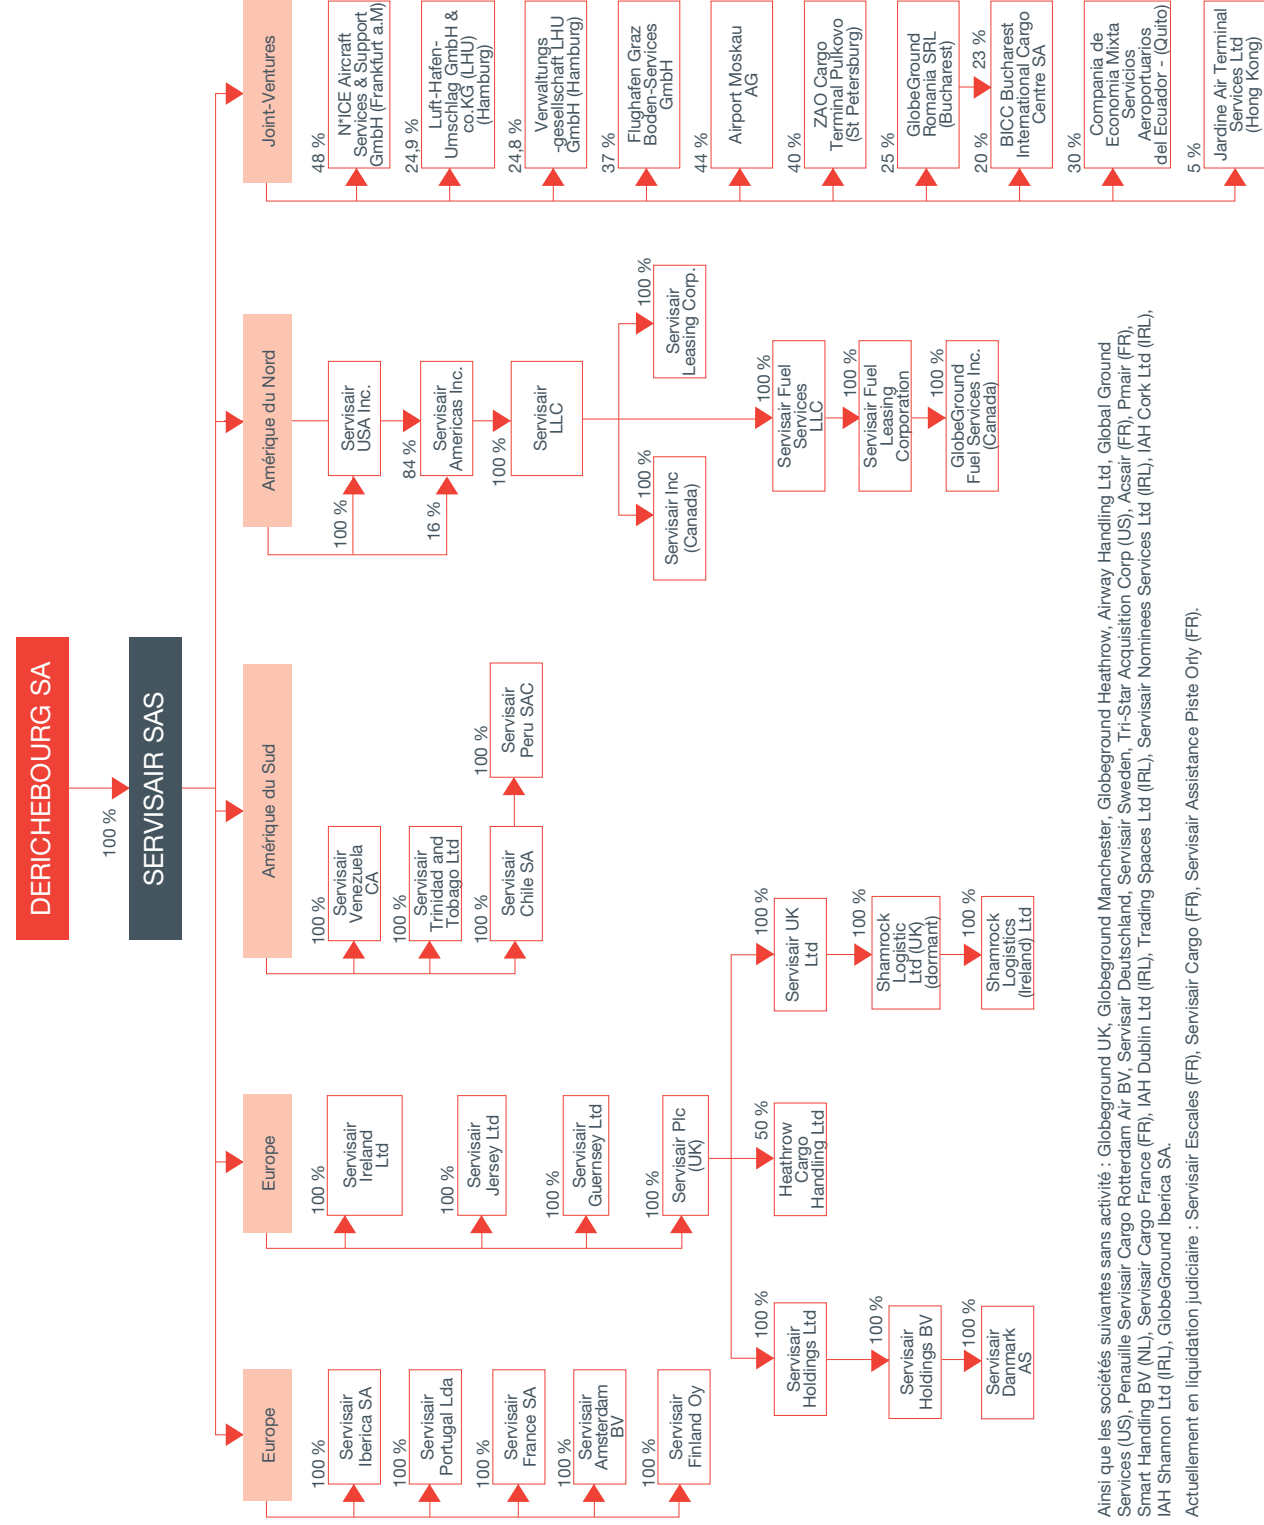 DERICHEBOURG SA
100 %
SERVISAIR SAS
Europe
100 %
Servisair
Iberica SA
100 %
Servisair
Portugal Lda
100 %
Servisair
France SA
100 %
Servisair
Amsterdam
BV
100 %
Servisair
Finland Oy
Europe
100 %
Servisair
Ireland
Ltd
100 %
Servisair
Jersey Ltd
100 %
Servisair
Guernsey Ltd
100 %
Servisair Plc
(UK)
100 %
Servisair
Holdings Ltd
100 %
Servisair
Holdings BV
100 %
Servisair
Danmark
AS
50 %
Heathrow
Cargo
Handling Ltd
100 %
Servisair UK
Ltd
100 %
Shamrock
Logistic
Ltd (UK)
(dormant)
100 %
Shamrock
Logistics
(Ireland) Ltd
Amérique du Sud
100 %
Servisair
Venezuela
CA
100 %
Servisair
Trinidad and
Tobago Ltd
100 %
Servisair
Chile SA
100 %
Servisair
Peru SAC
Amérique du Nord
100 %
Servisair
USA Inc.
16 %
84 %
Servisair
Americas Inc.
100 %
Servisair
LLC
100 %
Servisair Inc
(Canada)
100 %
Servisair
Leasing Corp.
100 %
Servisair Fuel
Services
LLC
100 %
Servisair Fuel
Leasing
Corporation
100 %
GlobeGround
Fuel Services Inc.
(Canada)
Joint-Ventures
48 %
N*ICE Aircraft
Services & Support
GmbH (Frankfurt a.M)
24,9 %
Luft-Hafen-
Umschlag GmbH &
co.KG (LHU)
(Hamburg)
24,8 %
Verwaltungs
-gesellschaft LHU
GmbH (Hamburg)
37 %
Flughafen Graz
Boden-Services
GmbH
44 %
Airport Moskau
AG
40 %
ZAO Cargo
Terminal Pulkovo
(St Petersburg)
25 %
GlobeGround
Romania SRL
(Bucharest)
20 %
23 %
BICC Bucharest
International Cargo
Centre SA
30 %
Compania de
Economia Mixta
Servicios
Aeroportuarios
del Ecuador - (Quito)
5 %
Jardine Air Terminal
Services Ltd
(Hong Kong)
Ainsi que les sociétés suivantes sans activité : Globeground UK, Globeground Manchester, Globeground Heathrow, Airway Handling Ltd, Global Ground
Services (US), Penauille Servisair Cargo Rotterdam Air BV, Servisair Deutschland, Servisair Sweden, Tri-Star Acquisition Corp (US), Acsair (FR), Pmair (FR),
Smart Handling BV (NL), Servisair Cargo France (FR), IAH Dublin Ltd (IRL), Trading Spaces Ltd (IRL), Servisair Nominees Services Ltd (IRL), IAH Cork Ltd (IRL),
IAH Shannon Ltd (IRL), GlobeGround Iberica SA.
Actuellement en liquidation judiciaire : Servisair Escales (FR), Servisair Cargo (FR), Servisair Assistance Piste Orly (FR).